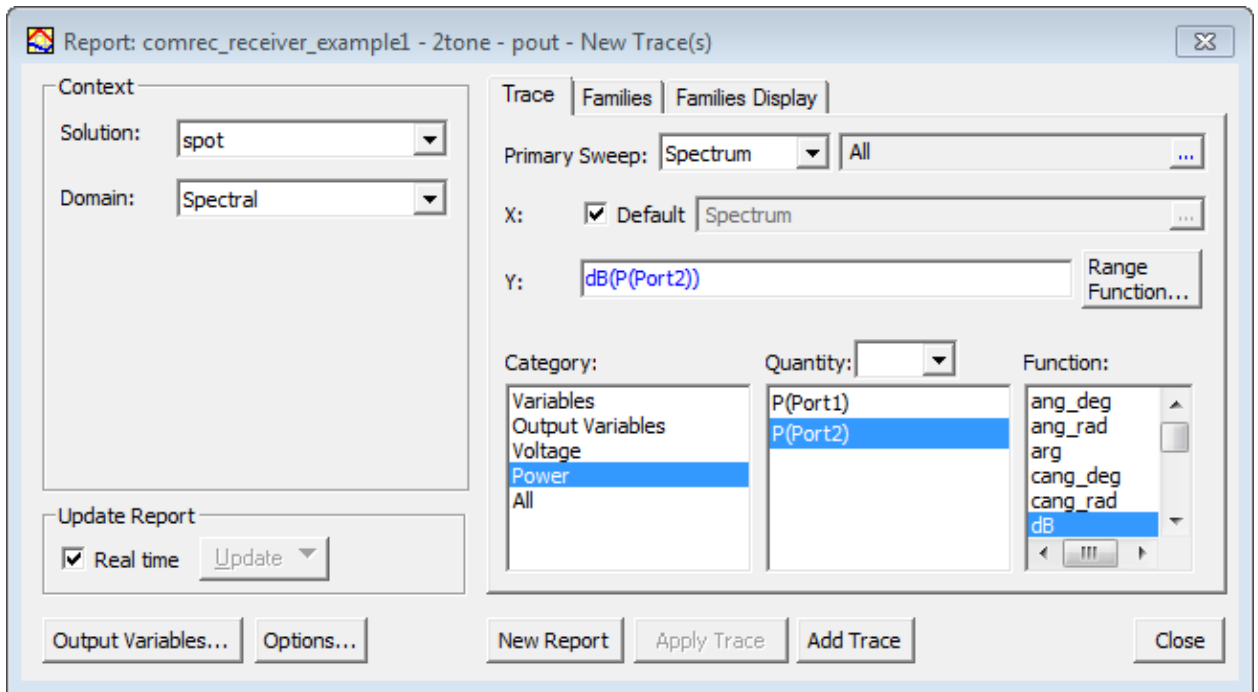 Report: comrec_receiver_example1 - 2tone - pout - New Trace(s)
Context
Solution: spot
Domain: Spectral
Update Report
Real time Update
Output Variables... Options...
Trace Families Families Display
Primary Sweep: Spectrum All ...
X: Default Spectrum ...
Y: dB(P(Port2)) Range
Function...
Category: Quantity: Function:
Variables P(Port1) ang_deg
Output Variables P(Port2) ang_rad
Voltage arg
Power cang_deg
All cang_rad
dB
New Report Apply Trace Add Trace Close